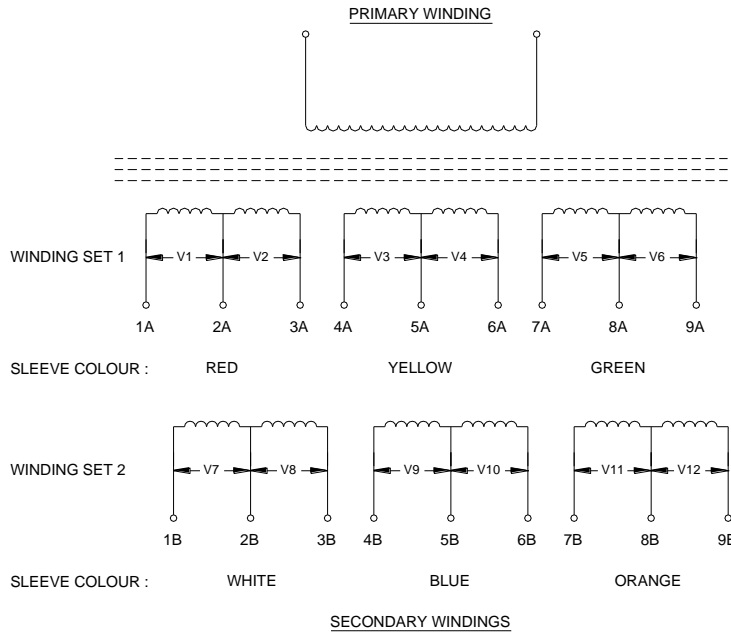 PRIMARY WINDING
WINDING SET 1
V1 V2 V3 V4 V5 V6
1A 2A 3A 4A 5A 6A 7A 8A 9A
SLEEVE COLOUR : RED YELLOW GREEN
WINDING SET 2
V7 V8 V9 V10 V11 V12
1B 2B 3B 4B 5B 6B 7B 8B 9B
SLEEVE COLOUR : WHITE BLUE ORANGE
SECONDARY WINDINGS